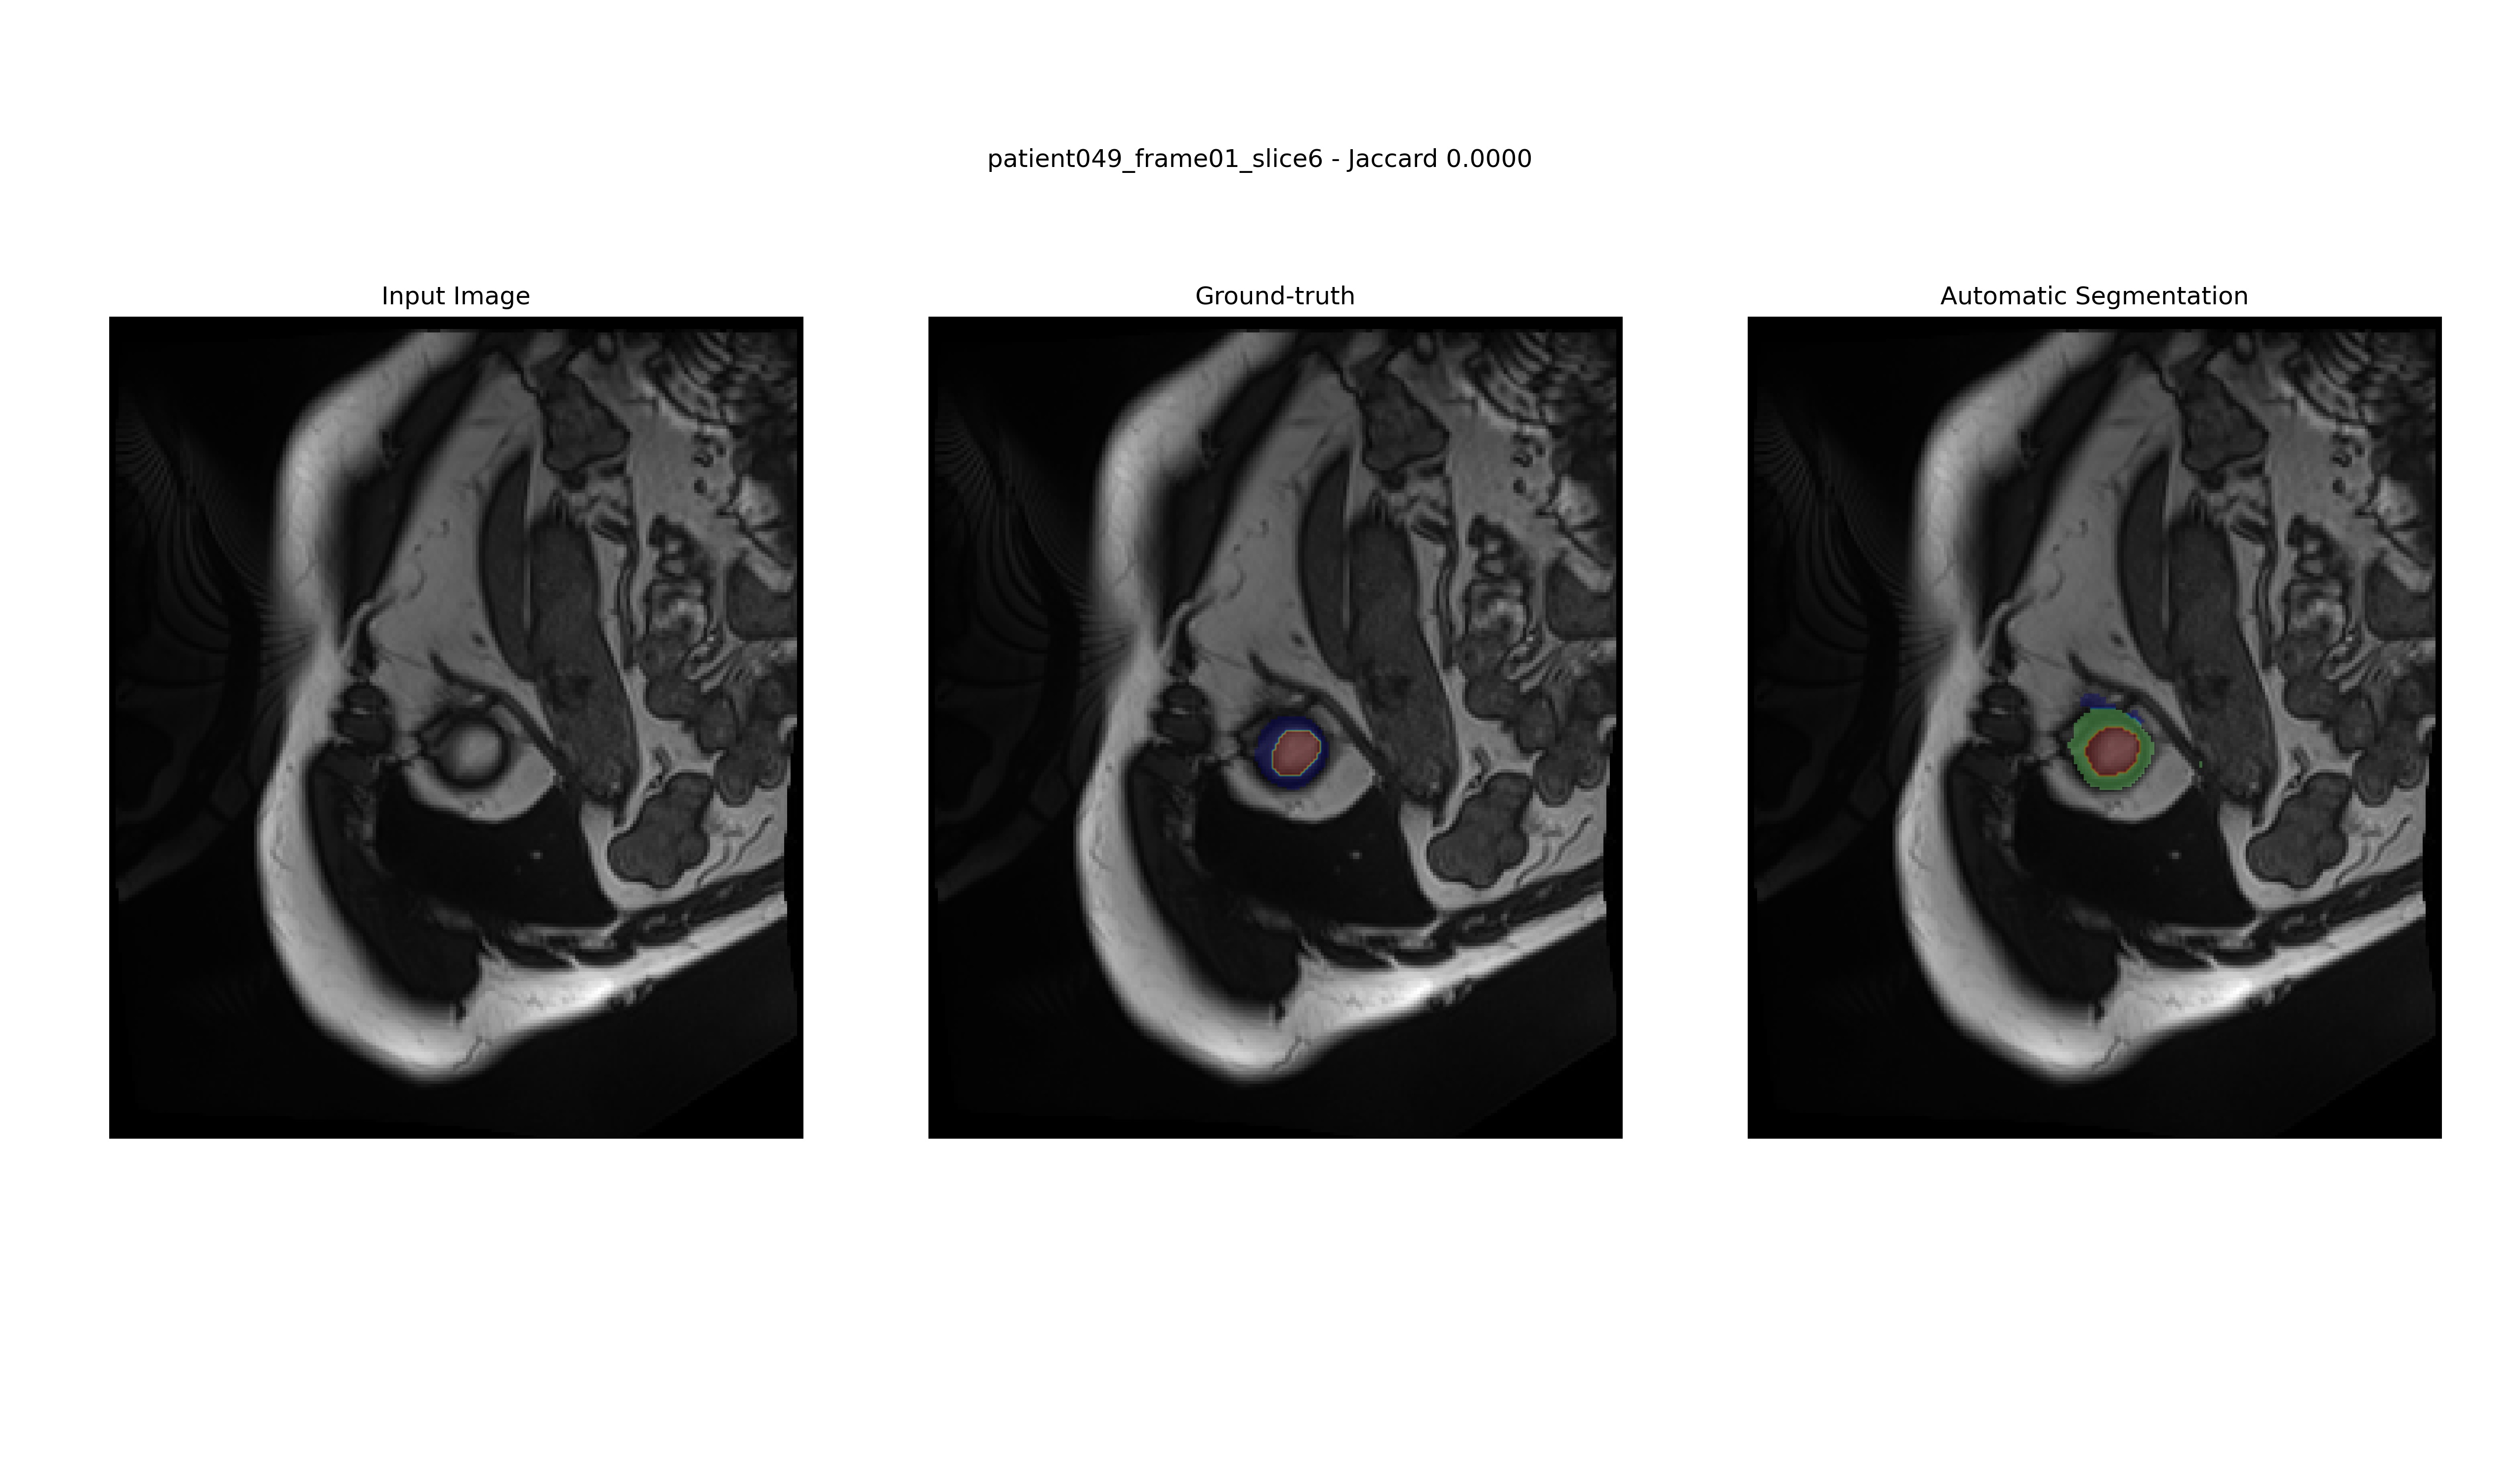 patient049_frame01_slice6 - Jaccard 0.0000
Input Image
Ground-truth
Automatic Segmentation